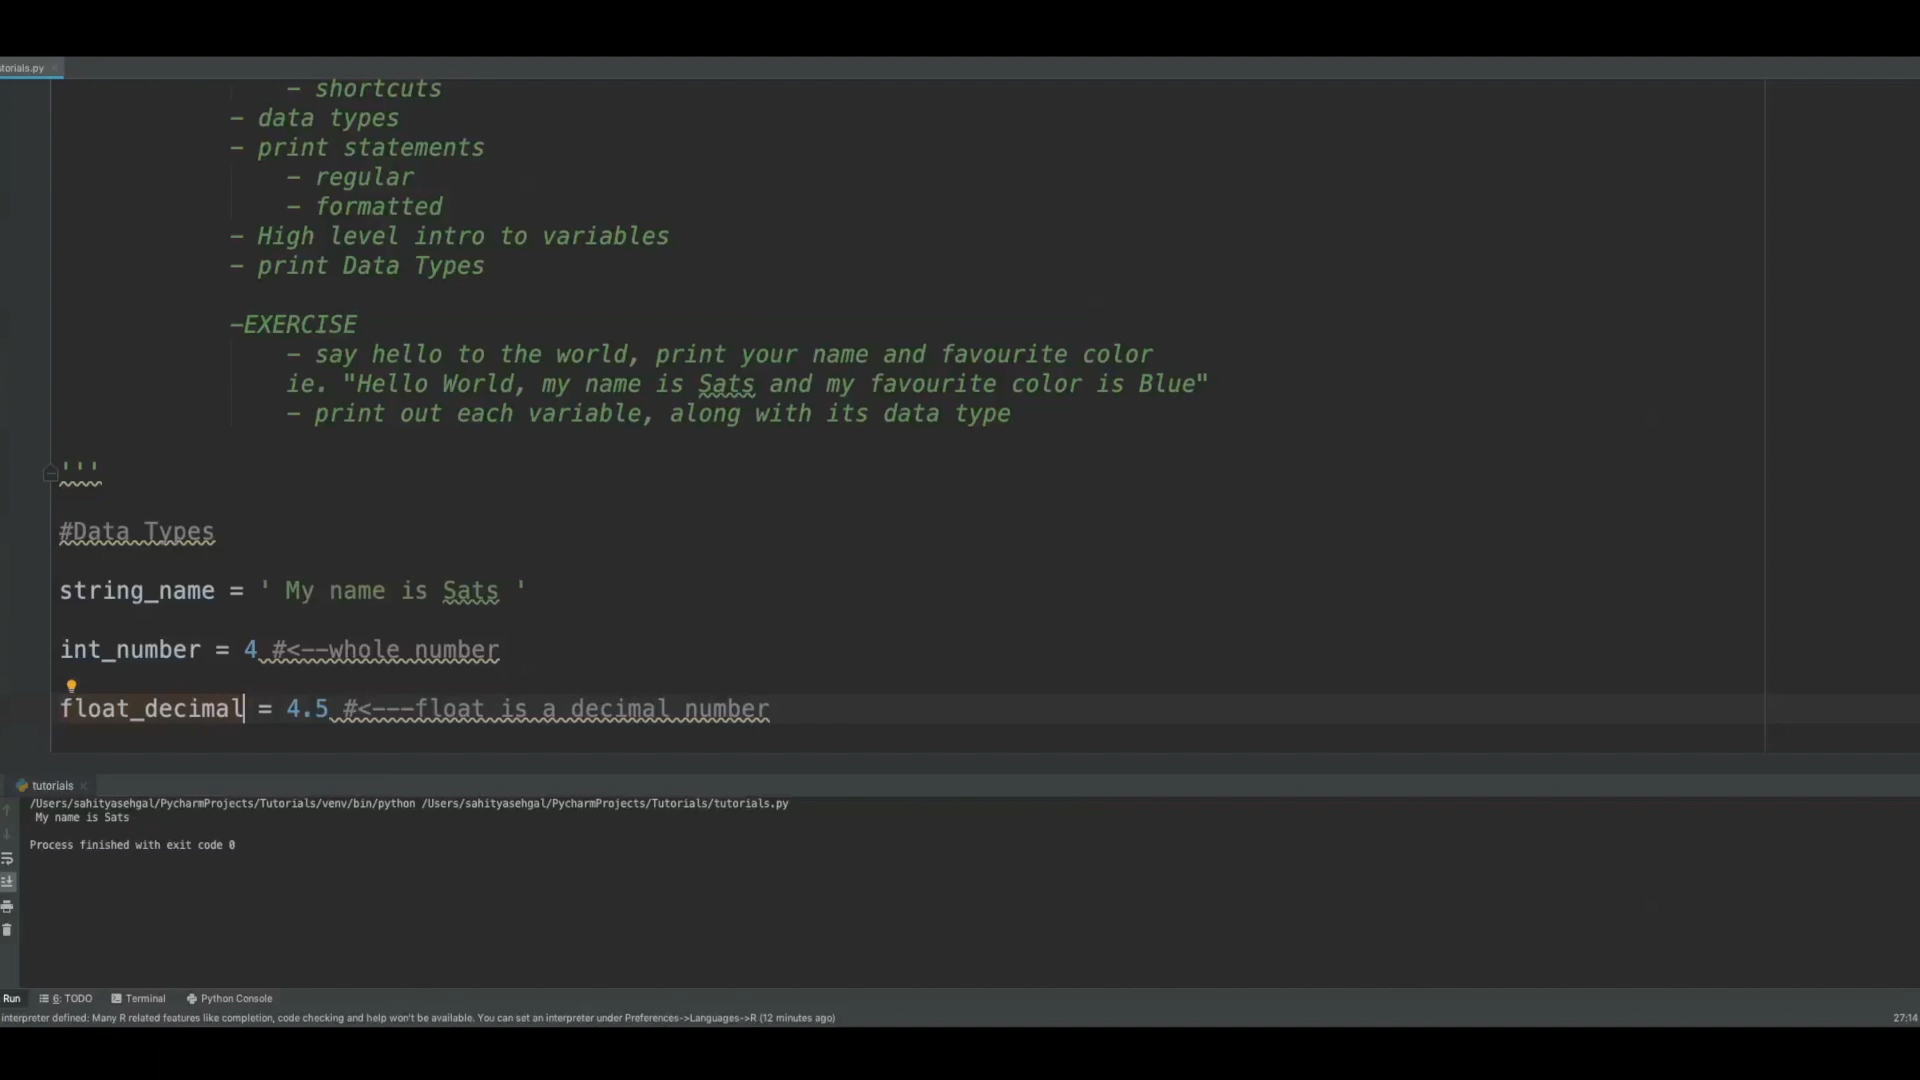 torials.py
- shortcuts
- data types
- print statements
- regular
- formatted
- High level intro to variables
- print Data Types
-EXERCISE
- say hello to the world, print your name and favourite color
ie. "Hello World, my name is Sats and my favourite color is Blue"
- print out each variable, along with its data type
'''
#Data Types
string_name = ' My name is Sats '
int_number = 4 #<--whole number
float_decimal = 4.5 #<---float is a decimal number
tutorials
/Users/sahityasehgal/PycharmProjects/Tutorials/venv/bin/python /Users/sahityasehgal/PycharmProjects/Tutorials/tutorials.py
My name is Sats
Process finished with exit code 0
Run 6: TODO Terminal Python Console
interpreter defined: Many R related features like completion, code checking and help won't be available. You can set an interpreter under Preferences->Languages->R (12 minutes ago) 27:14